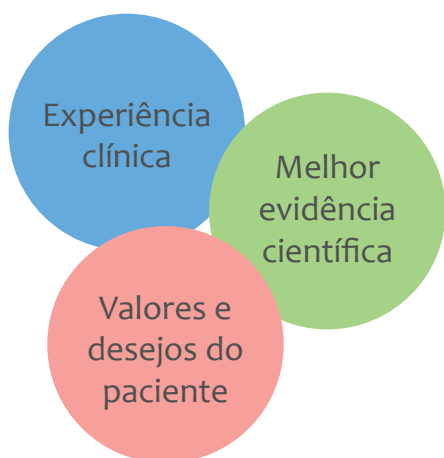 Experiência
clínica
Melhor
evidência
científica
Valores e
desejos do
paciente